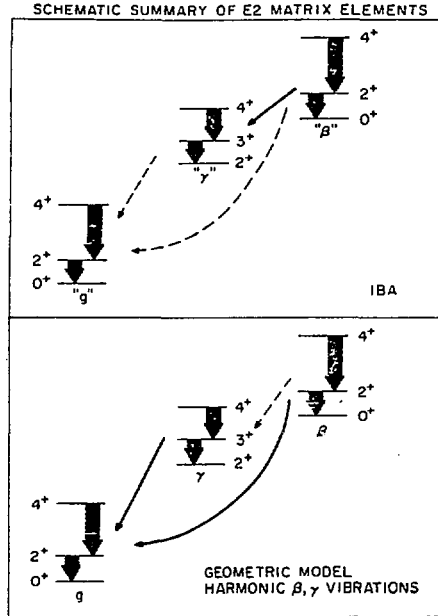 SCHEMATIC SUMMARY OF E2 MATRIX ELEMENTS
4+
2+
0+
"β"
4+
3+
2+
"γ"
4+
2+
0+
"g"
IBA
4+
2+
0+
β
4+
3+
2+
γ
4+
2+
0+
g
GEOMETRIC MODEL
HARMONIC β, γ VIBRATIONS